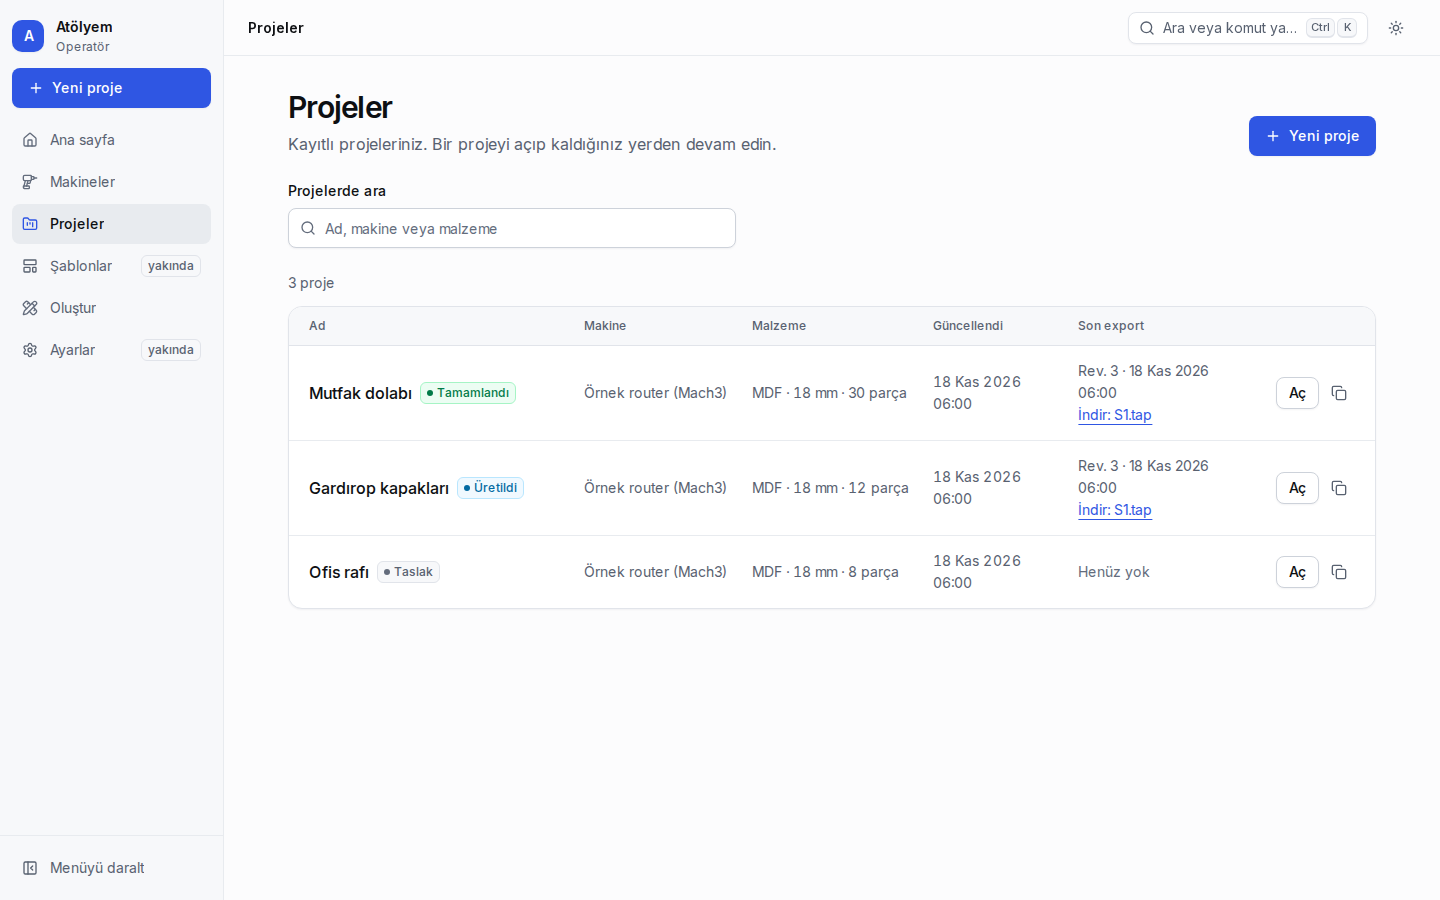 A
Atölyem
Operatör
Yeni proje
Ana sayfa
Makineler
Projeler
Şablonlar yakında
Oluştur
Ayarlar yakında
Menüyü daralt
Projeler
Ara veya komut ya... Ctrl K
Projeler
Kayıtlı projeleriniz. Bir projeyi açıp kaldığınız yerden devam edin.
Yeni proje
Projelerde ara
Ad, makine veya malzeme
3 proje
Ad Makine Malzeme Güncellendi Son export
Mutfak dolabı Tamamlandı Örnek router (Mach3) MDF · 18 mm · 30 parça 18 Kas 2026 06:00 Rev. 3 · 18 Kas 2026 06:00 İndir: S1.tap Aç
Gardırop kapakları Üretildi Örnek router (Mach3) MDF · 18 mm · 12 parça 18 Kas 2026 06:00 Rev. 3 · 18 Kas 2026 06:00 İndir: S1.tap Aç
Ofis rafı Taslak Örnek router (Mach3) MDF · 18 mm · 8 parça 18 Kas 2026 06:00 Henüz yok Aç